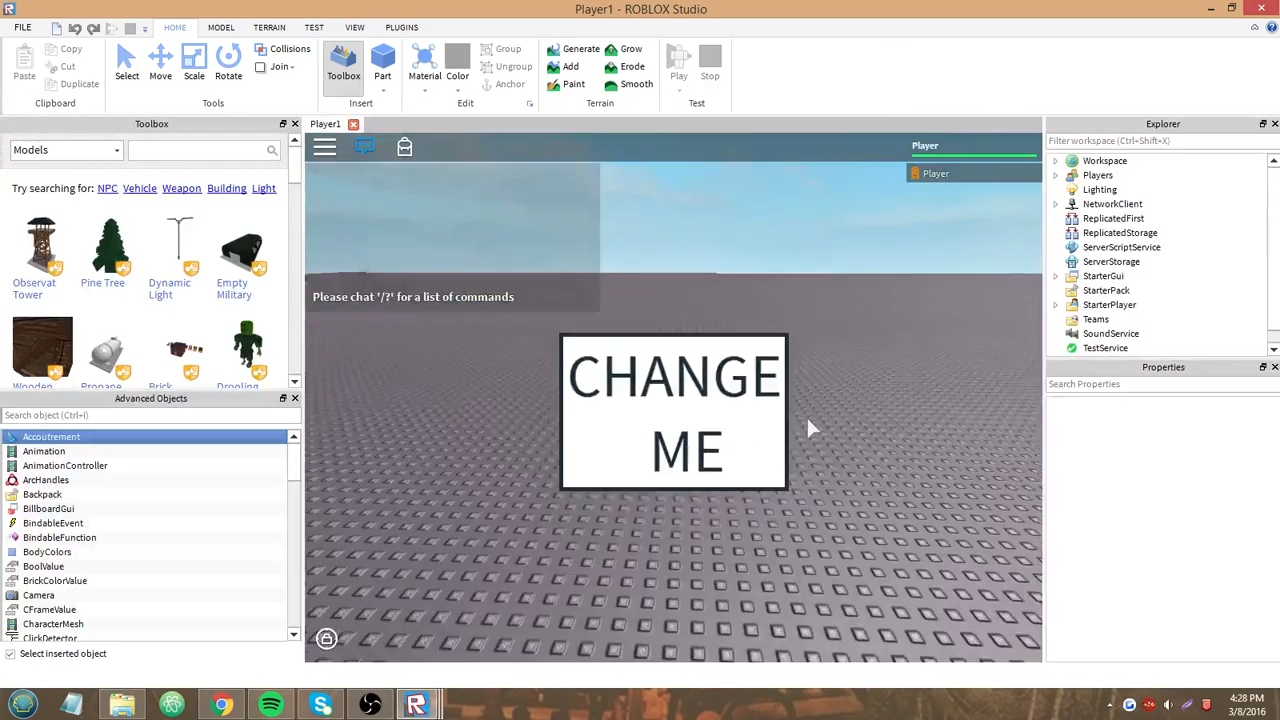 Player1 - ROBLOX Studio
FILE HOME MODEL TERRAIN TEST VIEW PLUGINS
Paste Copy Cut Duplicate
Clipboard
Select Move Scale Rotate Collisions Join
Tools
Toolbox Part
Insert
Material Color Group Ungroup Anchor
Edit
Generate Grow
Add Erode
Paint Smooth
Terrain
Play Stop
Test
Toolbox
Models
Try searching for: NPC Vehicle Weapon Building Light
Observat Tower
Pine Tree
Dynamic Light
Empty Military
Wooden Propane Brick Drooling
Advanced Objects
Search object (Ctrl+I)
Accoutrement
Animation
AnimationController
ArcHandles
Backpack
BillboardGui
BindableEvent
BindableFunction
BodyColors
BoolValue
BrickColorValue
Camera
CFrameValue
CharacterMesh
ClickDetector
Select inserted object
Player1
Player
Player
Please chat '/?' for a list of commands
CHANGE
ME
Explorer
Filter workspace (Ctrl+Shift+X)
Workspace
Players
Lighting
NetworkClient
ReplicatedFirst
ReplicatedStorage
ServerScriptService
ServerStorage
StarterGui
StarterPack
StarterPlayer
Teams
SoundService
TestService
Properties
Search Properties
4:28 PM
3/8/2016